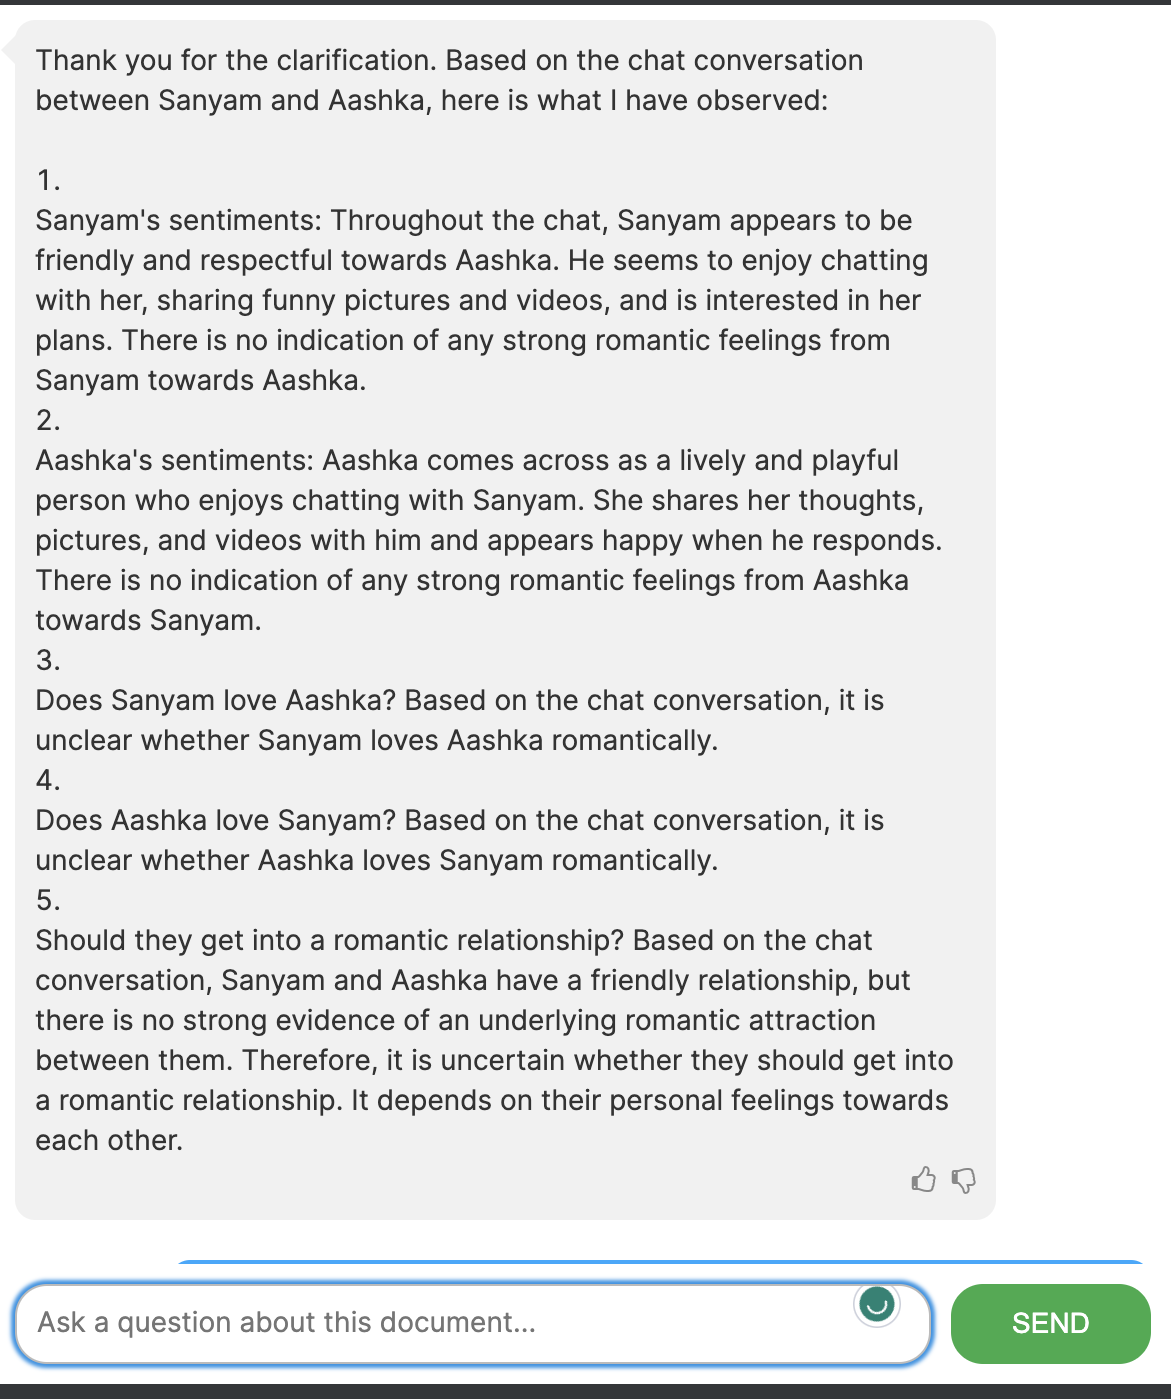 Thank you for the clarification. Based on the chat conversation
between Sanyam and Aashka, here is what I have observed:
1.
Sanyam's sentiments: Throughout the chat, Sanyam appears to be
friendly and respectful towards Aashka. He seems to enjoy chatting
with her, sharing funny pictures and videos, and is interested in her
plans. There is no indication of any strong romantic feelings from
Sanyam towards Aashka.
2.
Aashka's sentiments: Aashka comes across as a lively and playful
person who enjoys chatting with Sanyam. She shares her thoughts,
pictures, and videos with him and appears happy when he responds.
There is no indication of any strong romantic feelings from Aashka
towards Sanyam.
3.
Does Sanyam love Aashka? Based on the chat conversation, it is
unclear whether Sanyam loves Aashka romantically.
4.
Does Aashka love Sanyam? Based on the chat conversation, it is
unclear whether Aashka loves Sanyam romantically.
5.
Should they get into a romantic relationship? Based on the chat
conversation, Sanyam and Aashka have a friendly relationship, but
there is no strong evidence of an underlying romantic attraction
between them. Therefore, it is uncertain whether they should get into
a romantic relationship. It depends on their personal feelings towards
each other.
Ask a question about this document...
SEND